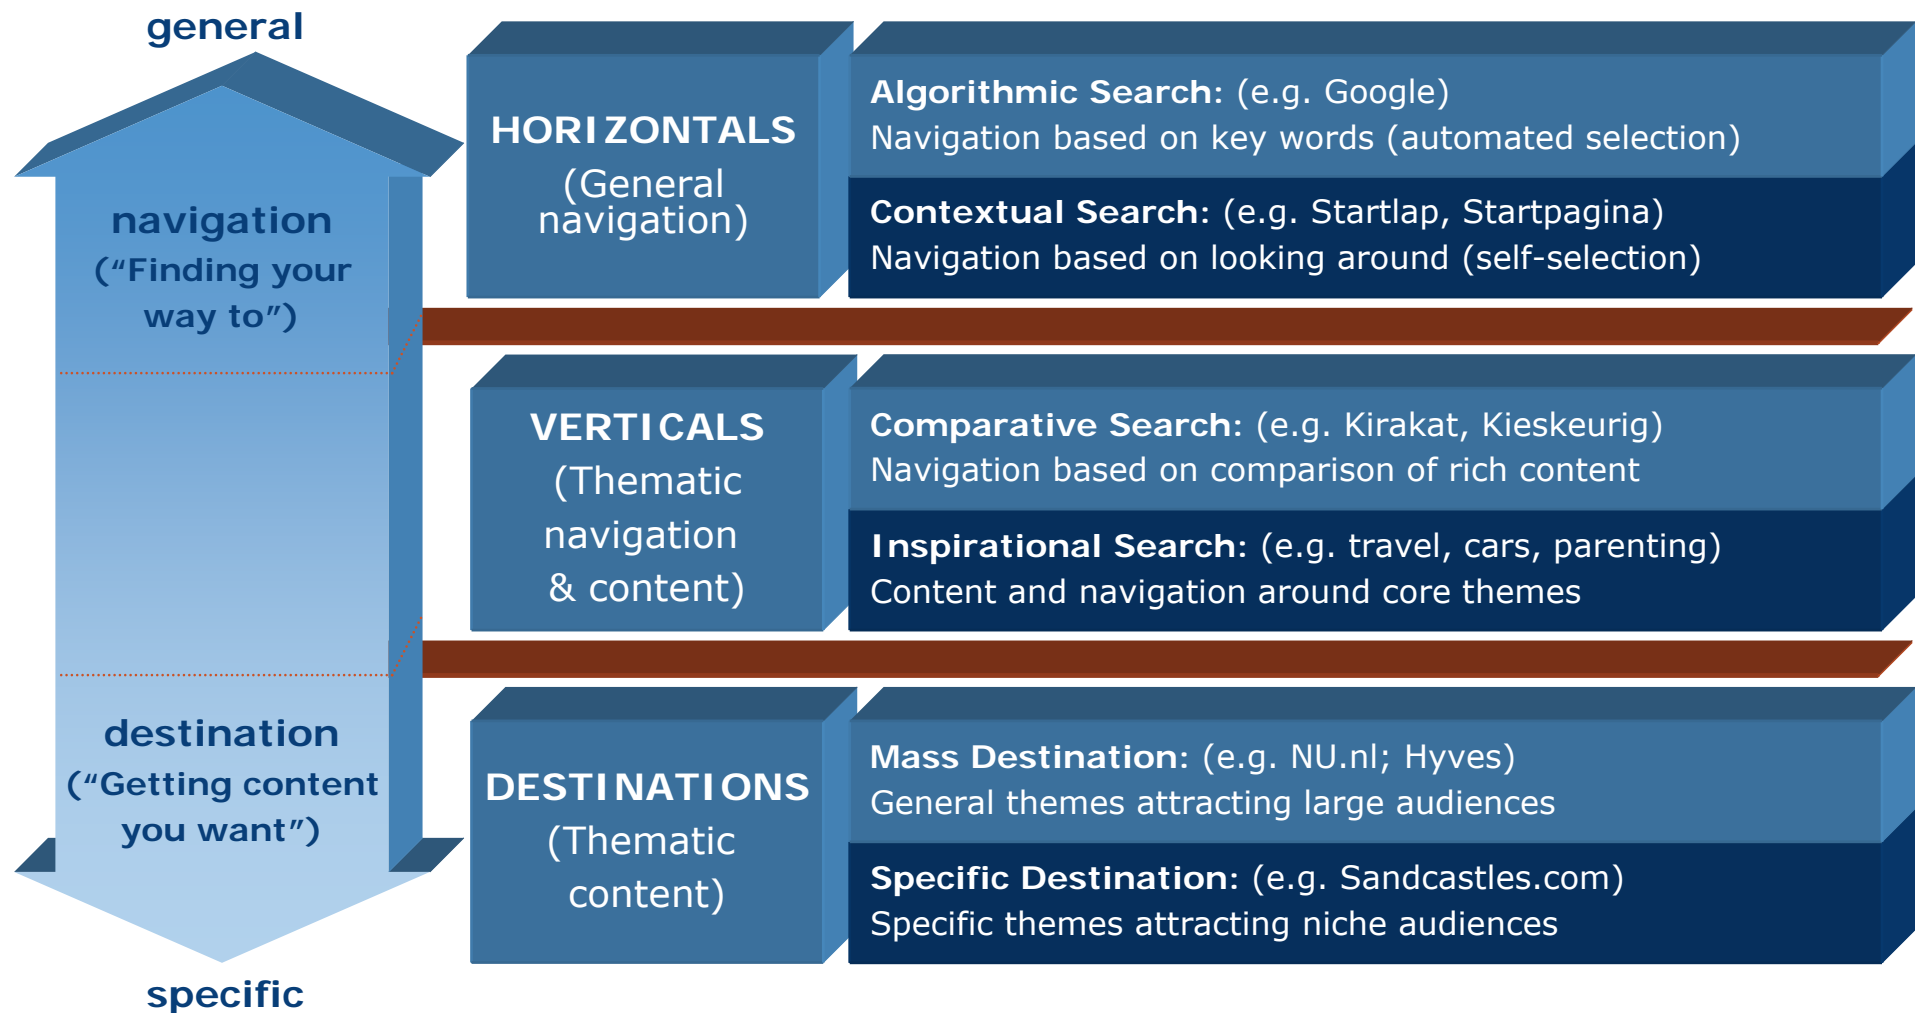 general
navigation
(“Finding your
way to”)
destination
(“Getting content
you want”)
specific
HORIZONTALS
(General
navigation)
Algorithmic Search: (e.g. Google)
Navigation based on key words (automated selection)
Contextual Search: (e.g. Startlap, Startpagina)
Navigation based on looking around (self-selection)
VERTICALS
(Thematic
navigation
& content)
Comparative Search: (e.g. Kirakat, Kieskeurig)
Navigation based on comparison of rich content
Inspirational Search: (e.g. travel, cars, parenting)
Content and navigation around core themes
DESTINATIONS
(Thematic
content)
Mass Destination: (e.g. NU.nl; Hyves)
General themes attracting large audiences
Specific Destination: (e.g. Sandcastles.com)
Specific themes attracting niche audiences